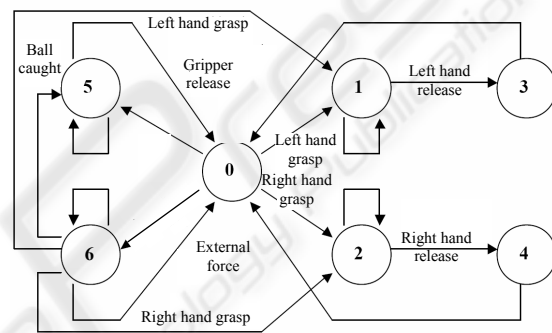 Left hand grasp
Ball
caught
5
Gripper
release
1
Left hand
release
3
Left hand
grasp
0
Right hand
grasp
6
External
force
2
Right hand
release
4
Right hand grasp